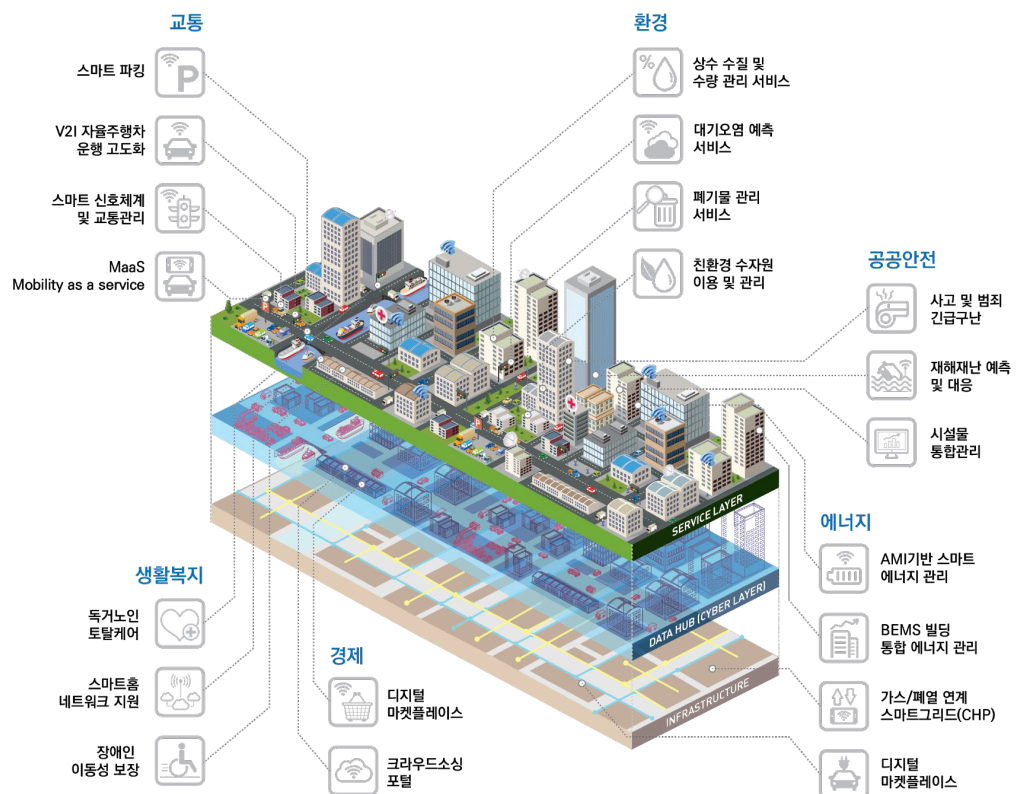 교통
스마트 파킹
V2I 자율주행차
운행 고도화
스마트 신호체계
및 교통관리
MaaS
Mobility as a service
환경
상수 수질 및
수량 관리 서비스
대기오염 예측
서비스
폐기물 관리
서비스
친환경 수자원
이용 및 관리
공공안전
사고 및 범죄
긴급구난
재해재난 예측
및 대응
시설물
통합관리
SERVICE LAYER
DATA HUB (CYBER LAYER)
INFRASTRUCTURE
에너지
AMI기반 스마트
에너지 관리
BEMS 빌딩
통합 에너지 관리
가스/폐열 연계
스마트그리드(CHP)
디지털
마켓플레이스
생활복지
독거노인
토탈케어
스마트홈
네트워크 지원
장애인
이동성 보장
경제
디지털
마켓플레이스
크라우드소싱
포털